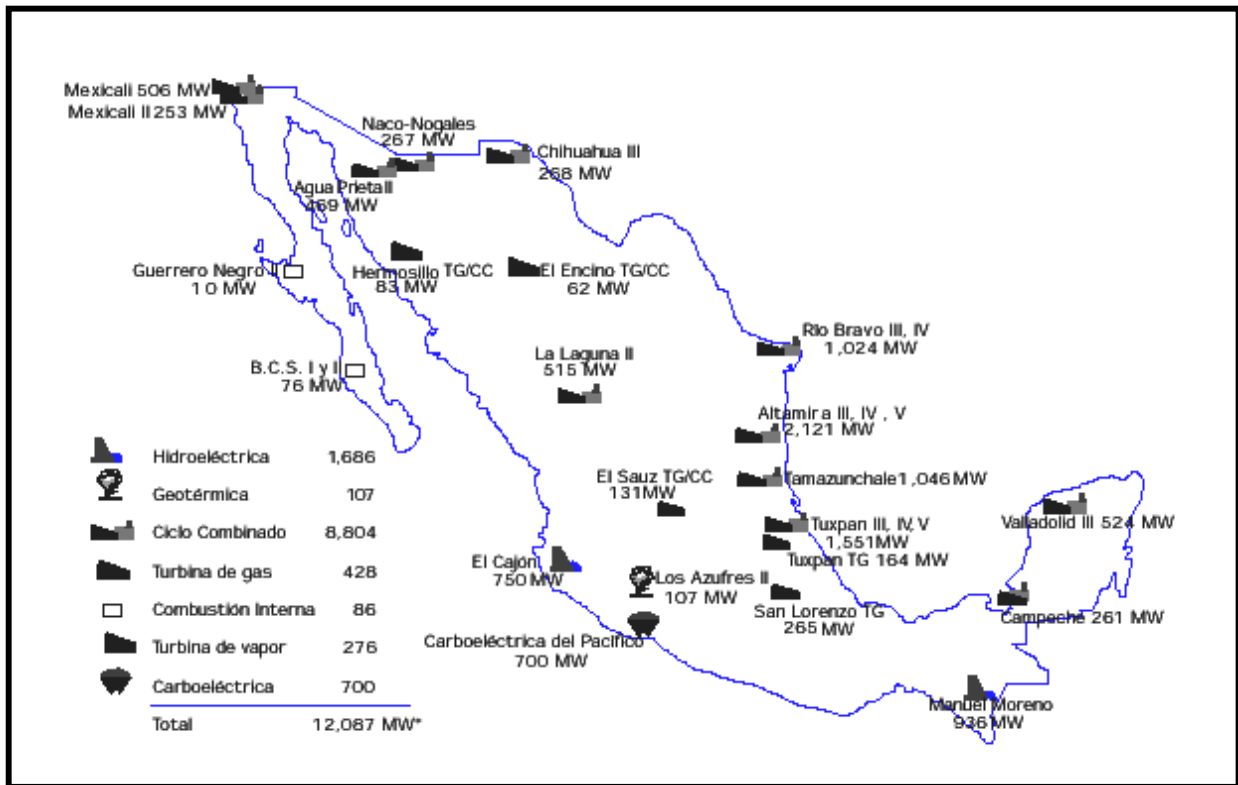 Mexicali 506 MW
Mexicali II 253 MW
Naco-Nogales
267 MW
Chihuahua III
268 MW
Agua Prieta II
469 MW
Guerrero Negro II
10 MW
Hermosillo TG/CC
83 MW
El Encino TG/CC
62 MW
Río Bravo III, IV
1,024 MW
La Laguna II
515 MW
B.C.S. I y I
76 MW
Altamira III, IV , V
2,121 MW
El Sauz TG/CC
131MW
Tamazunchale 1,046 MW
Valladolid III 524 MW
Tuxpan III, IV, V
1,551MW
Tuxpan TG 164 MW
El Cajón
750 MW
Los Azufres II
107 MW
San Lorenzo TG
265 MW
Campeche 261 MW
Carboeléctrica del Pacífico
700 MW
Manuel Moreno
936 MW
Hidroeléctrica 1,686
Geotérmica 107
Ciclo Combinado 8,804
Turbina de gas 428
Combustión Interna 86
Turbina de vapor 276
Carboeléctrica 700
Total 12,087 MW*